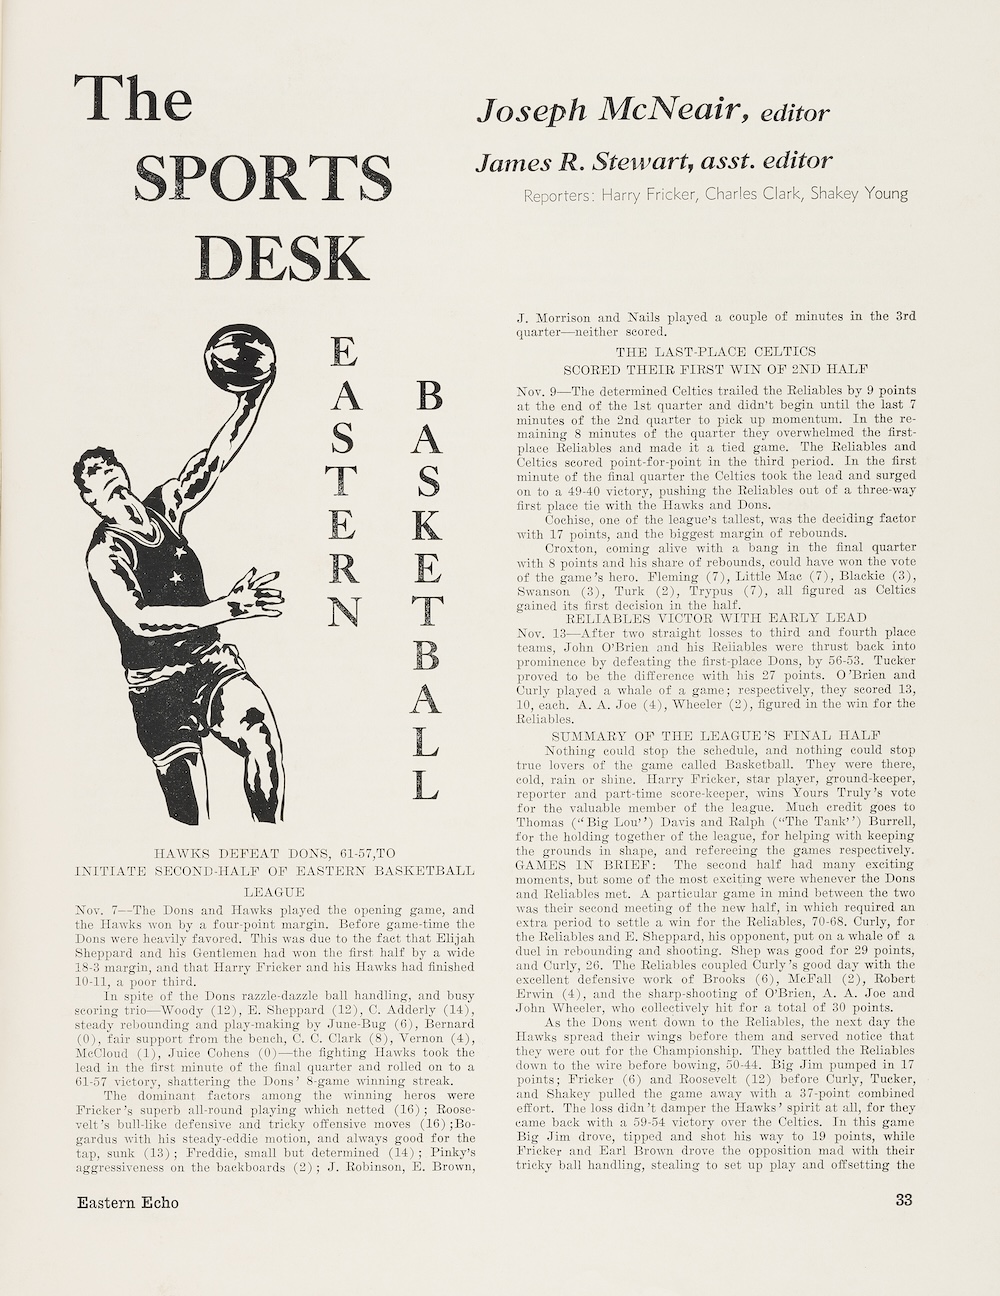 The
SPORTS
DESK
Joseph McNeair, editor
James R. Stewart, asst. editor
Reporters: Harry Fricker, Charles Clark, Shakey Young
EASTERN
BASKETBALL
HAWKS DEFEAT DONS, 61-57,TO
INITIATE SECOND-HALF OF EASTERN BASKETBALL
LEAGUE
Nov. 7—The Dons and Hawks played the opening game, and
the Hawks won by a four-point margin. Before game-time the
Dons were heavily favored. This was due to the fact that Elijah
Sheppard and his Gentlemen had won the first half by a wide
18-3 margin, and that Harry Fricker and his Hawks had finished
10-11, a poor third.
In spite of the Dons razzle-dazzle ball handling, and busy
scoring trio—Woody (12), E. Sheppard (12), C. Adderly (14),
steady rebounding and play-making by June-Bug (6), Bernard
(0), fair support from the bench, C. C. Clark (8), Vernon (4),
McCloud (1), Juice Cohens (0)—the fighting Hawks took the
lead in the first minute of the final quarter and rolled on to a
61-57 victory, shattering the Dons' 8-game winning streak.
The dominant factors among the winning heros were
Fricker's superb all-round playing which netted (16); Roose-
velt's bull-like defensive and tricky offensive moves (16);Bo-
gardus with his steady-eddie motion, and always good for the
tap, sunk (13); Freddie, small but determined (14); Pinky's
aggressiveness on the backboards (2); J. Robinson, E. Brown,
J. Morrison and Nails played a couple of minutes in the 3rd
quarter—neither scored.
THE LAST-PLACE CELTICS
SCORED THEIR FIRST WIN OF 2ND HALF
Nov. 9—The determined Celtics trailed the Reliables by 9 points
at the end of the 1st quarter and didn't begin until the last 7
minutes of the 2nd quarter to pick up momentum. In the re-
maining 8 minutes of the quarter they overwhelmed the first-
place Reliables and made it a tied game. The Reliables and
Celtics scored point-for-point in the third period. In the first
minute of the final quarter the Celtics took the lead and surged
on to a 49-40 victory, pushing the Reliables out of a three-way
first place tie with the Hawks and Dons.
Cochise, one of the league's tallest, was the deciding factor
with 17 points, and the biggest margin of rebounds.
Croxton, coming alive with a bang in the final quarter
with 8 points and his share of rebounds, could have won the vote
of the game's hero. Fleming (7), Little Mac (7), Blackie (3),
Swanson (3), Turk (2), Trypus (7), all figured as Celtics
gained its first decision in the half.
RELIABLES VICTOR WITH EARLY LEAD
Nov. 13—After two straight losses to third and fourth place
teams, John O'Brien and his Reliables were thrust back into
prominence by defeating the first-place Dons, by 56-53. Tucker
proved to be the difference with his 27 points. O'Brien and
Curly played a whale of a game; respectively, they scored 13,
10, each. A. A. Joe (4), Wheeler (2), figured in the win for the
Reliables.
SUMMARY OF THE LEAGUE'S FINAL HALF
Nothing could stop the schedule, and nothing could stop
true lovers of the game called Basketball. They were there,
cold, rain or shine. Harry Fricker, star player, ground-keeper,
reporter and part-time score-keeper, wins Yours Truly's vote
for the valuable member of the league. Much credit goes to
Thomas ("Big Lou") Davis and Ralph ("The Tank") Burrell,
for the holding together of the league, for helping with keeping
the grounds in shape, and refereeing the games respectively.
GAMES IN BRIEF: The second half had many exciting
moments, but some of the most exciting were whenever the Dons
and Reliables met. A particular game in mind between the two
was their second meeting of the new half, in which required an
extra period to settle a win for the Reliables, 70-68. Curly, for
the Reliables and E. Sheppard, his opponent, put on a whale of a
duel in rebounding and shooting. Shep was good for 29 points,
and Curly, 26. The Reliables coupled Curly's good day with the
excellent defensive work of Brooks (6), McFall (2), Robert
Erwin (4), and the sharp-shooting of O'Brien, A. A. Joe and
John Wheeler, who collectively hit for a total of 30 points.
As the Dons went down to the Reliables, the next day the
Hawks spread their wings before them and served notice that
they were out for the Championship. They battled the Reliables
down to the wire before bowing, 50-44. Big Jim pumped in 17
points; Fricker (6) and Roosevelt (12) before Curly, Tucker,
and Shakey pulled the game away with a 37-point combined
effort. The loss didn't damper the Hawks' spirit at all, for they
came back with a 59-54 victory over the Celtics. In this game
Big Jim drove, tipped and shot his way to 19 points, while
Fricker and Earl Brown drove the opposition mad with their
tricky ball handling, stealing to set up play and offsetting the
Eastern Echo
33